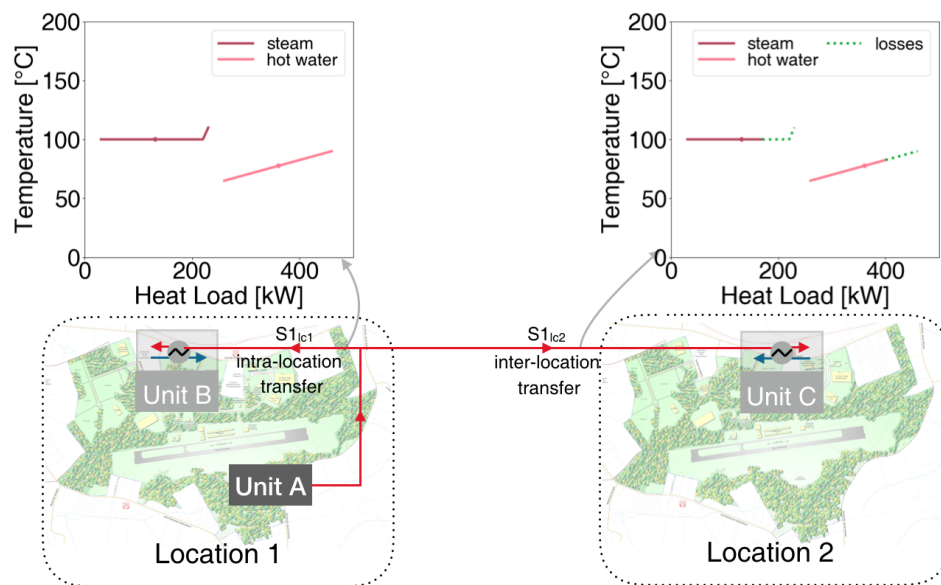 200
150
100
50
0
Temperature [°C]
steam
hot water
0
200
400
Heat Load [kW]
200
150
100
50
0
Temperature [°C]
steam
losses
hot water
0
200
400
Heat Load [kW]
S1lc1
intra-location
transfer
S1lc2
inter-location
transfer
Unit B
Unit A
Location 1
Unit C
Location 2